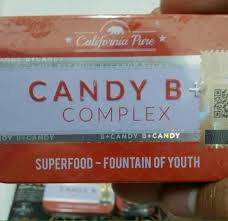 California Pure
CANDY B+
COMPLEX
B+CANDY B+CANDY
SUPERFOOD - FOUNTAIN OF YOUTH